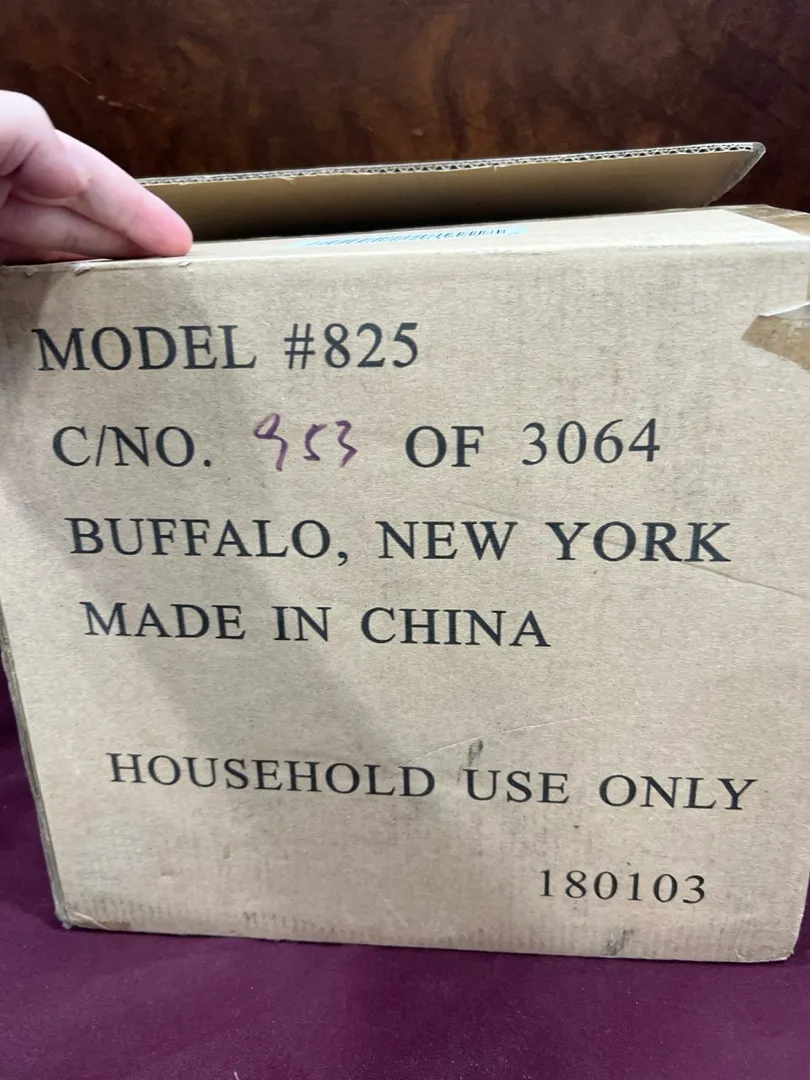 MODEL #825
C/NO. 953 OF 3064
BUFFALO, NEW YORK
MADE IN CHINA
HOUSEHOLD USE ONLY
180103